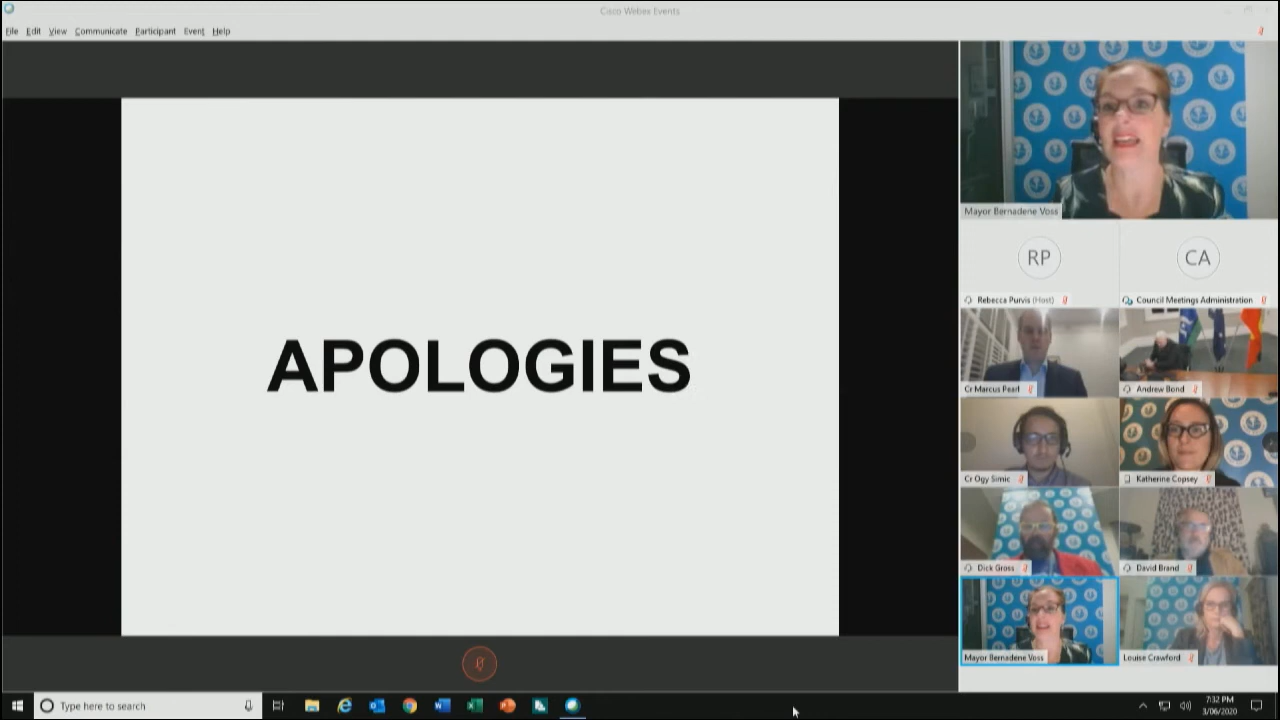 Cisco Webex Events
File Edit View Communicate Participant Event Help
APOLOGIES
Mayor Bernadene Voss
RP
CA
Rebecca Purvis (Host)
Council Meetings Administration
Cr Marcus Pearl
Andrew Bond
Cr Ogy Simic
Katherine Copsey
Dick Gross
David Brand
Mayor Bernadene Voss
Louise Crawford
Type here to search
7:32 PM
3/06/2020